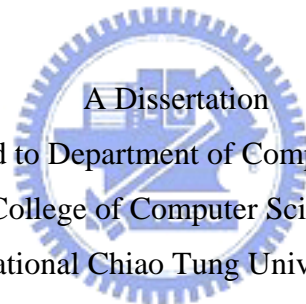 A Dissertation
d to Department of Comp
College of Computer Sci
ational Chiao Tung Univ